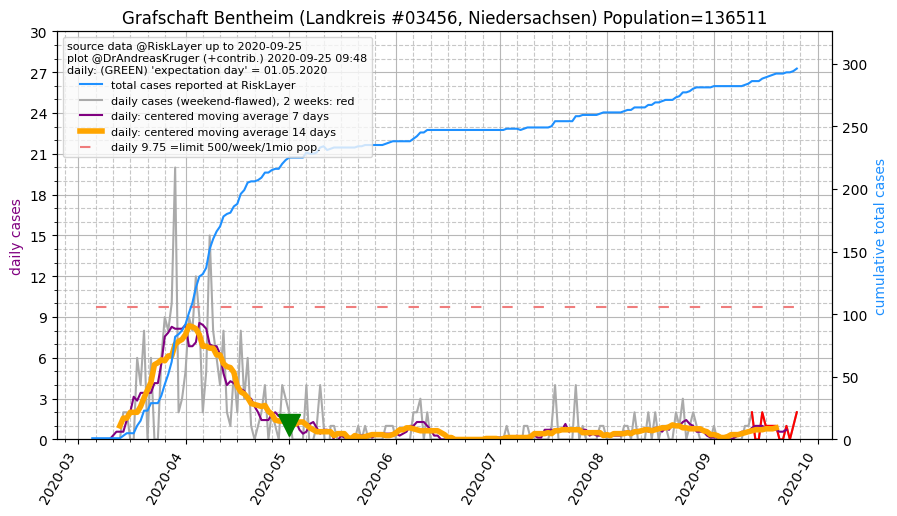 Grafschaft Bentheim (Landkreis #03456, Niedersachsen) Population=136511
source data @RiskLayer up to 2020-09-25
plot @DrAndreasKruger (+contrib.) 2020-09-25 09:48
daily: (GREEN) 'expectation day' = 01.05.2020
total cases reported at RiskLayer
daily cases (weekend-flawed), 2 weeks: red
daily: centered moving average 7 days
daily: centered moving average 14 days
daily 9.75 =limit 500/week/1mio pop.
daily cases
30
27
24
21
18
15
12
9
6
3
0
cumulative total cases
300
250
200
150
100
50
0
2020-03
2020-04
2020-05
2020-06
2020-07
2020-08
2020-09
2020-10